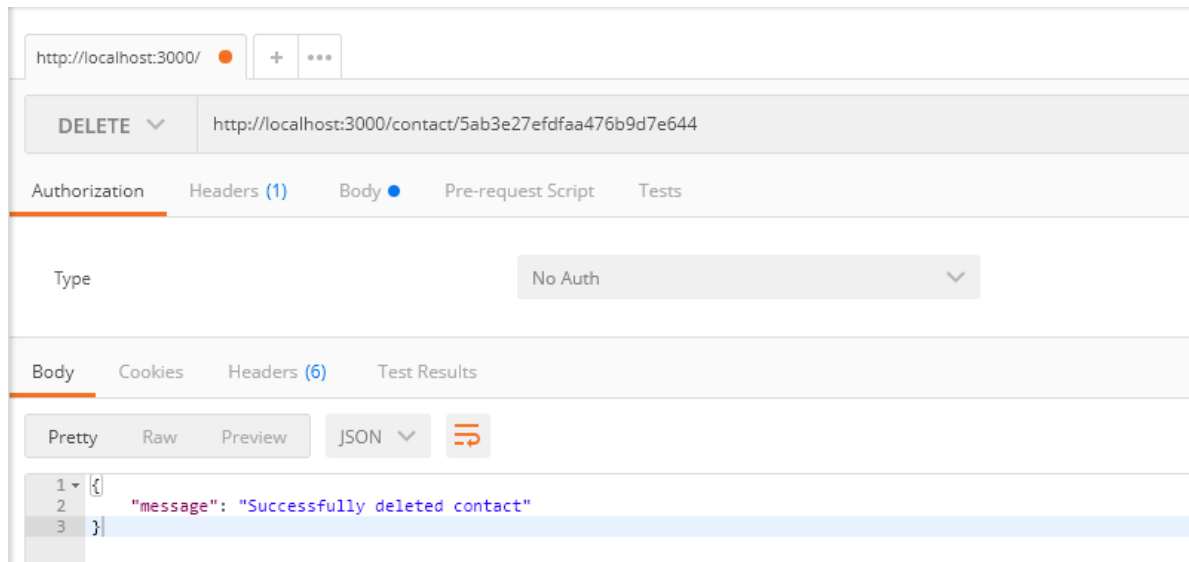 http://localhost:3000/
DELETE http://localhost:3000/contact/5ab3e27efdfaa476b9d7e644
Authorization Headers (1) Body Pre-request Script Tests
Type No Auth
Body Cookies Headers (6) Test Results
Pretty Raw Preview JSON
1 {
2 "message": "Successfully deleted contact"
3 }